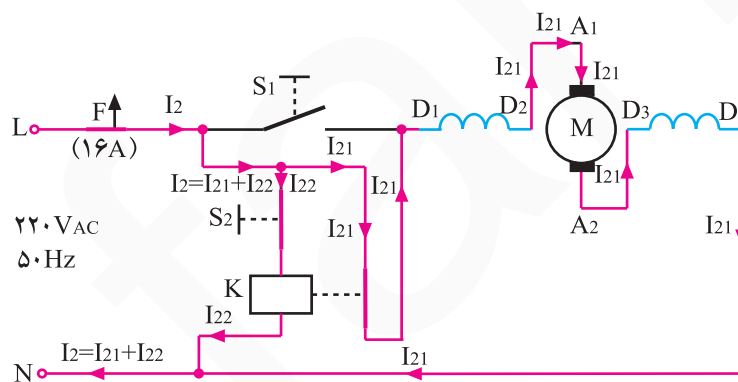 I21 A1
S1 I21 I21
F I2 D1 D2 M D3 D
L
(۱۶A) I21
I2=I21+I22 I22 I21 I21 A2
S2 I21 I21
۲۲۰VAC
۵۰Hz
K
I22
I2=I21+I22 I21
N